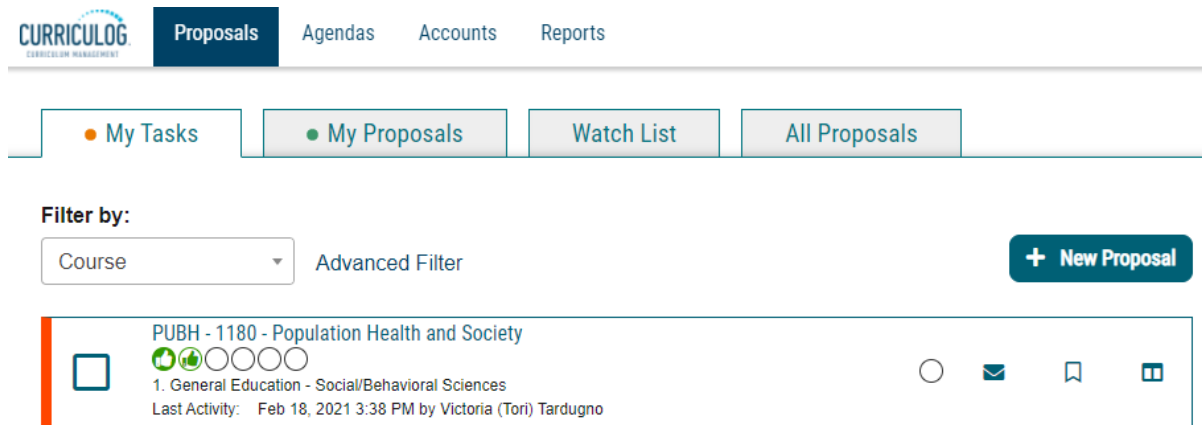 CURRICULOG
CURRICULUM MANAGEMENT
Proposals Agendas Accounts Reports
My Tasks My Proposals Watch List All Proposals
Filter by:
Course Advanced Filter + New Proposal
PUBH - 1180 - Population Health and Society
1. General Education - Social/Behavioral Sciences
Last Activity: Feb 18, 2021 3:38 PM by Victoria (Tori) Tardugno